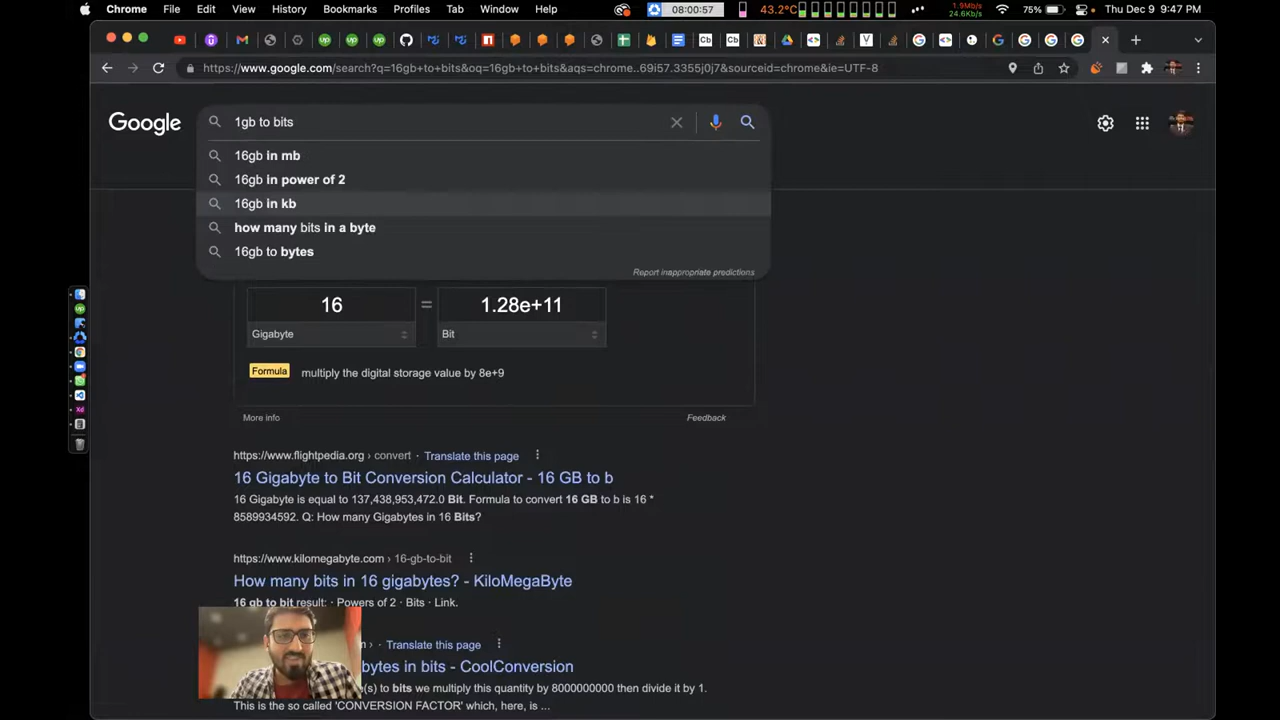 Chrome File Edit View History Bookmarks Profiles Tab Window Help 08:00:57 43.2°C 1.9MB/s 24.6KB/s 75% Thu Dec 9 9:47 PM
https://www.google.com/search?q=16gb+to+bits&oq=16gb+to+bits&aqs=chrome..69i57.3355j0j7&sourceid=chrome&ie=UTF-8
Google
1gb to bits
16gb in mb
16gb in power of 2
16gb in kb
how many bits in a byte
16gb to bytes
Report inappropriate predictions
16 = 1.28e+11
Gigabyte Bit
Formula multiply the digital storage value by 8e+9
More info Feedback
https://www.flightpedia.org › convert · Translate this page
16 Gigabyte to Bit Conversion Calculator - 16 GB to b
16 Gigabyte is equal to 137,438,953,472.0 Bit. Formula to convert 16 GB to b is 16 *
8589934592. Q: How many Gigabytes in 16 Bits?
https://www.kilomegabyte.com › 16-gb-to-bit
How many bits in 16 gigabytes? - KiloMegaByte
16 gb to bit result: · Powers of 2 · Bits · Link.
› · Translate this page
bytes in bits - CoolConversion
(s) to bits we multiply this quantity by 8000000000 then divide it by 1.
This is the so called 'CONVERSION FACTOR' which, here, is ...